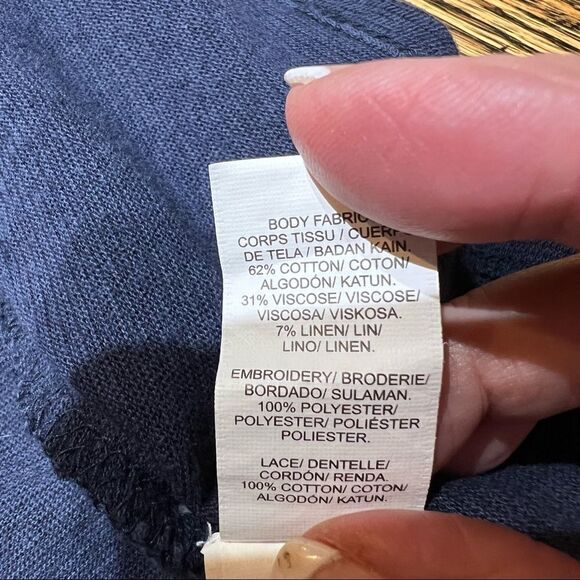 BODY FABRIC
CORPS TISSU / CUERP
DE TELA / BADAN KAIN.
62% COTTON/ COTON/
ALGODÓN/ KATUN.
31% VISCOSE/ VISCOSE/
VISCOSA/ VISKOSA.
7% LINEN/ LIN/
LINO/ LINEN.
EMBROIDERY/ BRODERIE/
BORDADO/ SULAMAN.
100% POLYESTER/
POLYESTER/ POLIÉSTER
POLIESTER.
LACE/ DENTELLE/
CORDÓN/ RENDA.
100% COTTON/ COTON/
ALGODÓN/ KATUN.